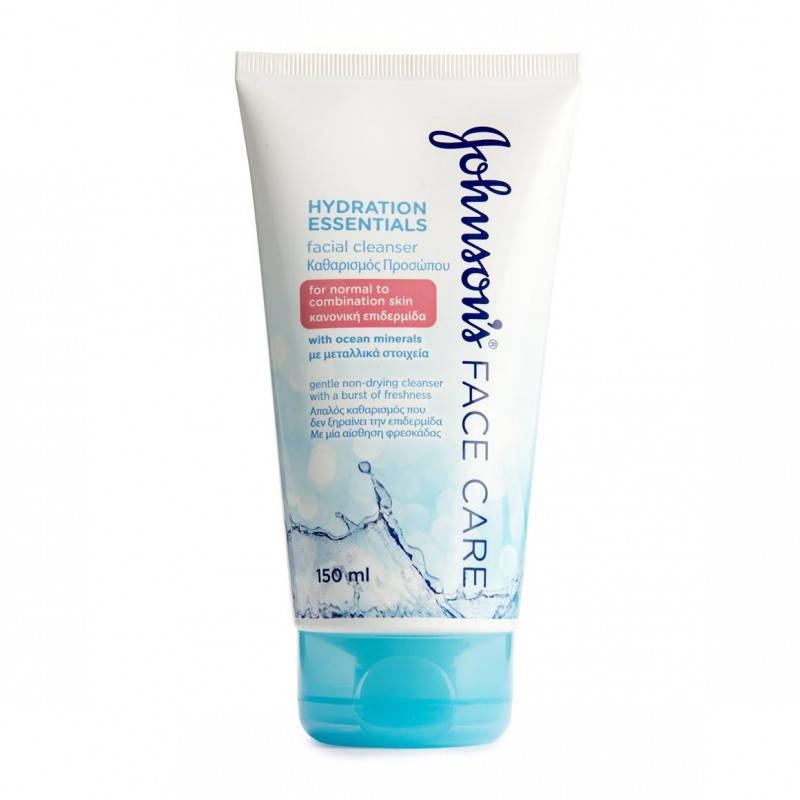 Johnson's® FACE CARE
HYDRATION
ESSENTIALS
facial cleanser
Καθαρισμός Προσώπου
for normal to
combination skin
κανονική επιδερμίδα
with ocean minerals
με μεταλλικά στοιχεία
gentle non-drying cleanser
with a burst of freshness
Απαλός καθαρισμός που
δεν ξηραίνει την επιδερμίδα
Με μία αίσθηση φρεσκάδας
150 ml